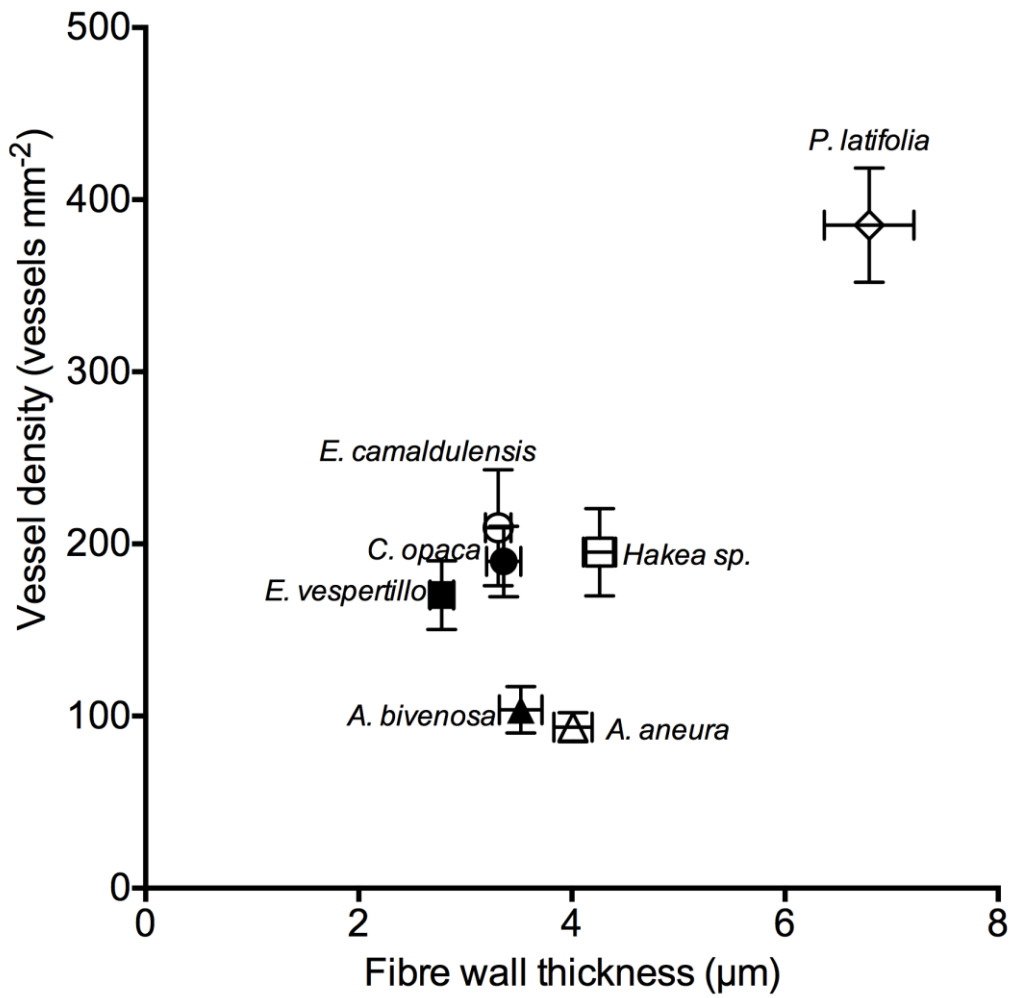 500
P. latifolia
400
300
E. camaldulensis
200
C. opaca
Hakea sp.
E. vespertillo
100
A. bivenosa
A. aneura
0
0 2 4 6 8
Fibre wall thickness (µm)
Vessel density (vessels mm⁻²)